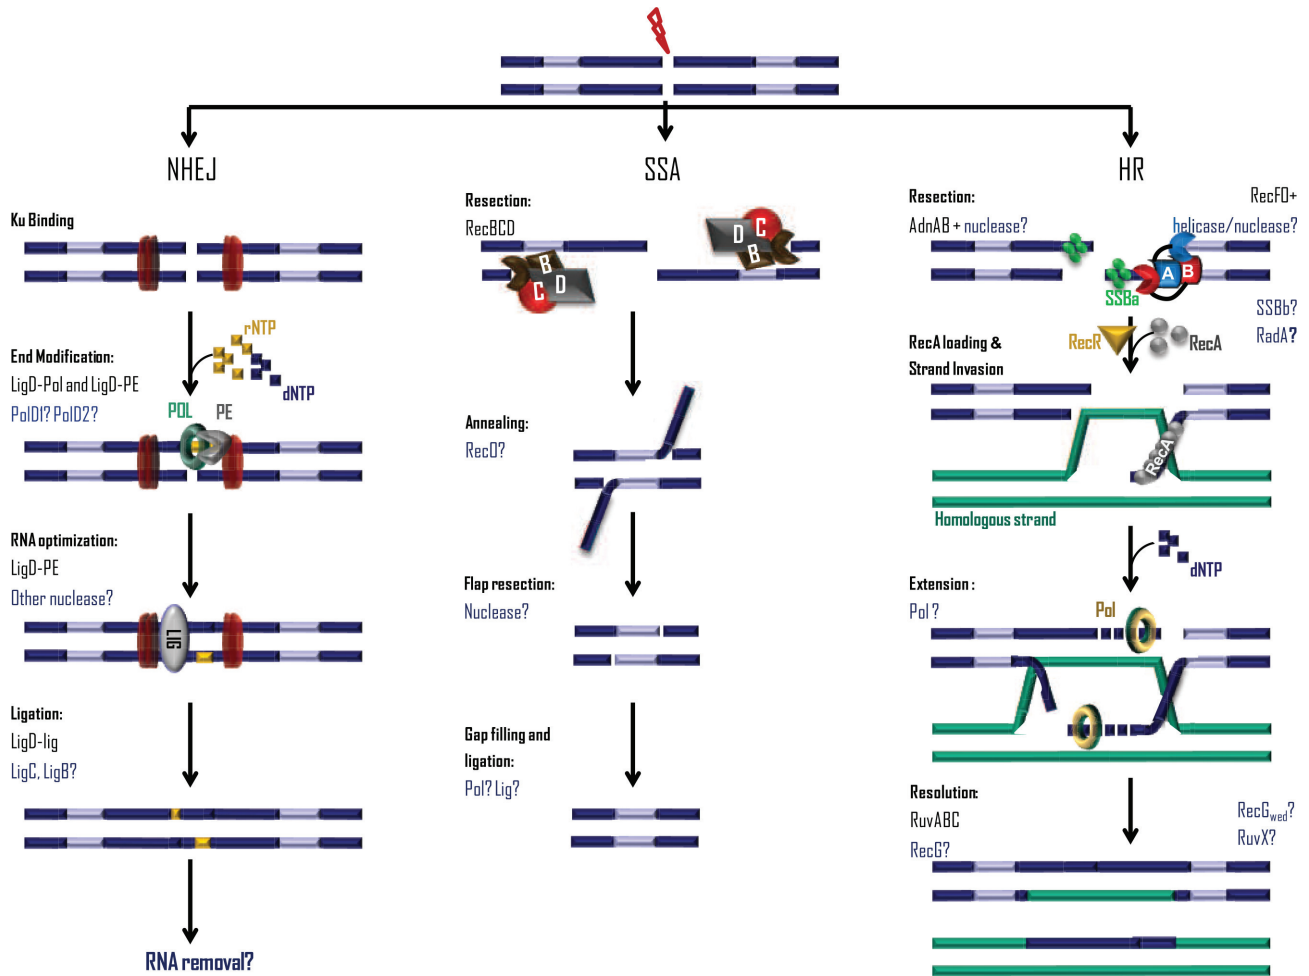 NHEJ
Ku Binding
rNTP
End Modification:
LigD-Pol and LigD-PE
dNTP
PolD1? PolD2?
POL
PE
RNA optimization:
LigD-PE
Other nuclease?
LIG
Ligation:
LigD-lig
LigC, LigB?
RNA removal?
SSA
Resection:
RecBCD
B
C
D
D
C
B
Annealing:
RecO?
Flap resection:
Nuclease?
Gap filling and
ligation:
Pol? Lig?
HR
Resection:
AdnAB + nuclease?
RecFO+
helicase/nuclease?
A
B
SSBa
SSBb?
RadA?
RecA loading &
Strand Invasion
RecR
RecA
RecA
Homologous strand
dNTP
Extension :
Pol ?
Pol
Resolution:
RuvABC
RecG?
RecGwed?
RuvX?